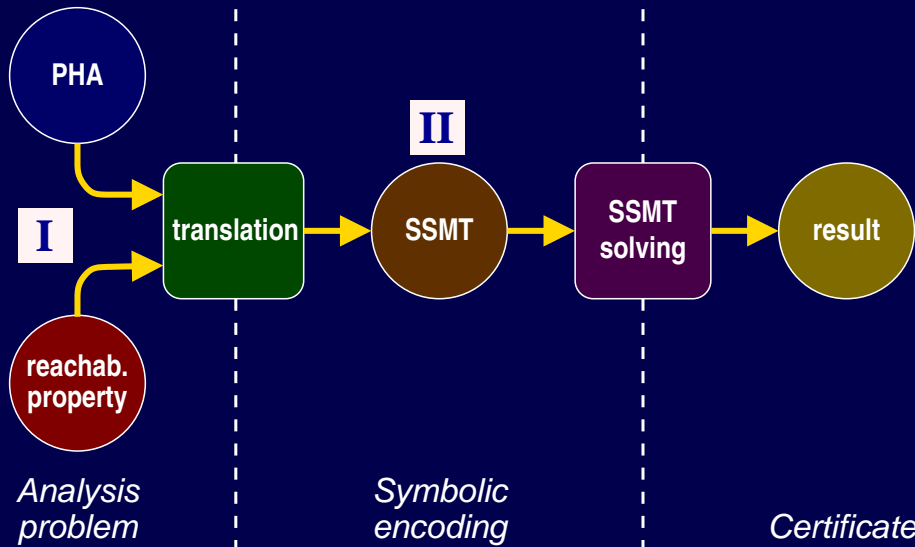 PHA
II
I
translation
SSMT
SSMT
solving
result
reachab.
property
Analysis
problem
Symbolic
encoding
Certificate